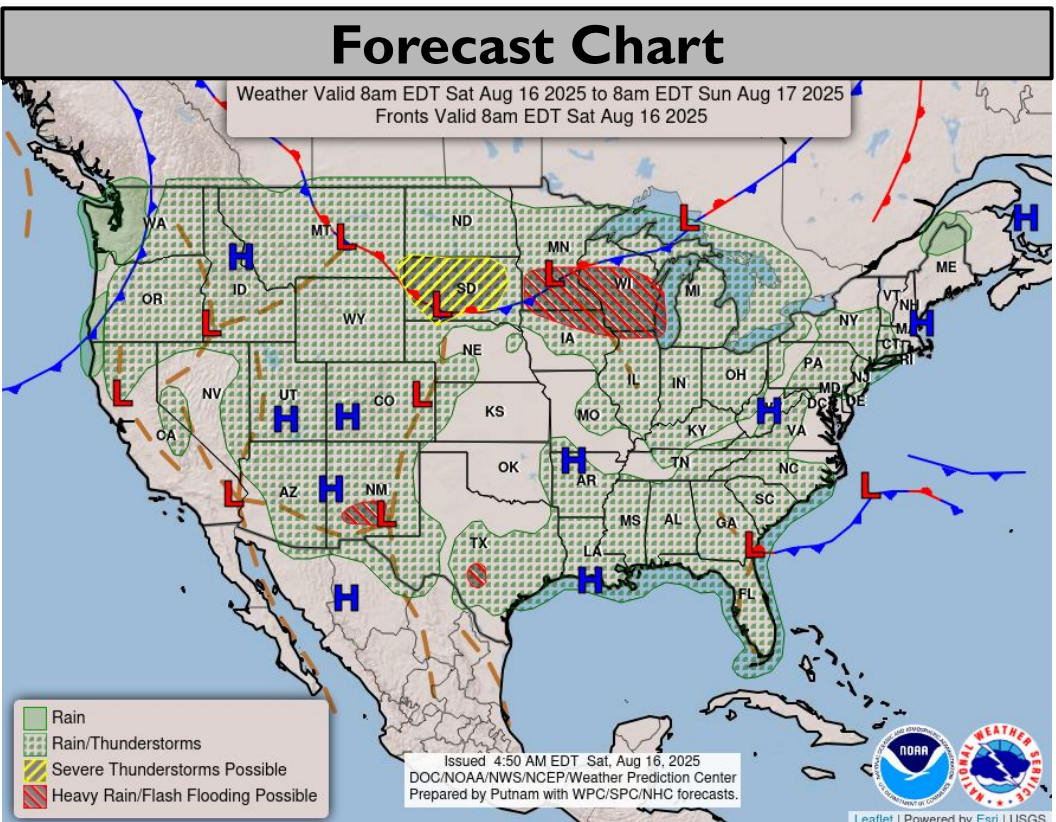 Forecast Chart
Weather Valid 8am EDT Sat Aug 16 2025 to 8am EDT Sun Aug 17 2025
Fronts Valid 8am EDT Sat Aug 16 2025
WA
MT
ND
MN
ME
H
H
L
L
L
OR
ID
SD
WI
MI
VT
NH
L
WY
L
NY
MA
H
CT
RI
NE
IA
PA
NJ
L
NV
UT
CO
L
IL
IN
OH
MD
DE
DC
H
H
KS
MO
H
CA
KY
VA
OK
H
TN
NC
L
AZ
H
NM
AR
SC
L
L
MS
AL
GA
TX
LA
L
H
H
FL
Rain
Rain/Thunderstorms
Severe Thunderstorms Possible
Heavy Rain/Flash Flooding Possible
Issued 4:50 AM EDT Sat, Aug 16, 2025
DOC/NOAA/NWS/NCEP/Weather Prediction Center
Prepared by Putnam with WPC/SPC/NHC forecasts.
NOAA
NATIONAL WEATHER SERVICE
Leaflet | Powered by Esri | USGS